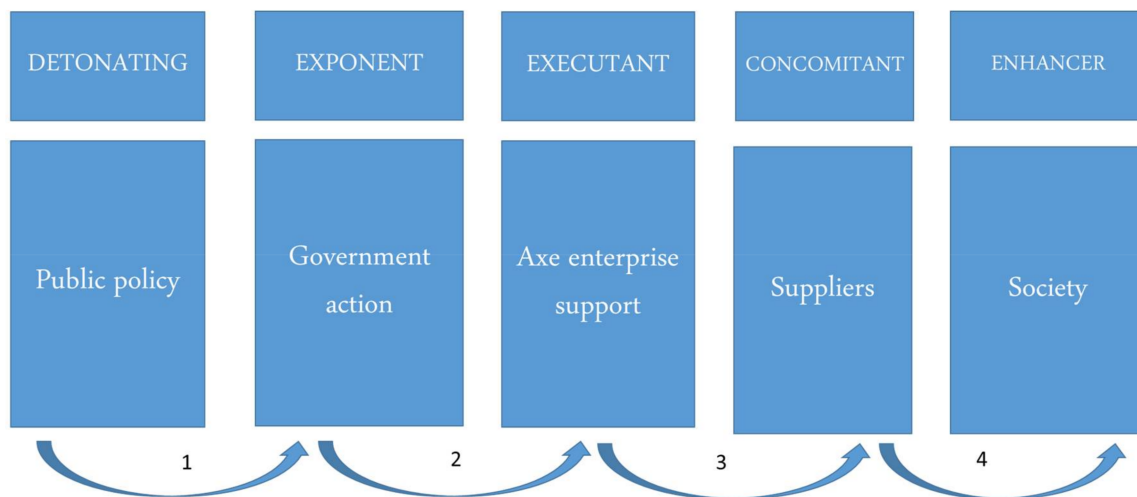 DETONATING
EXPONENT
EXECUTANT
CONCOMITANT
ENHANCER
Public policy
Government
action
Axe enterprise
support
Suppliers
Society
1
2
3
4